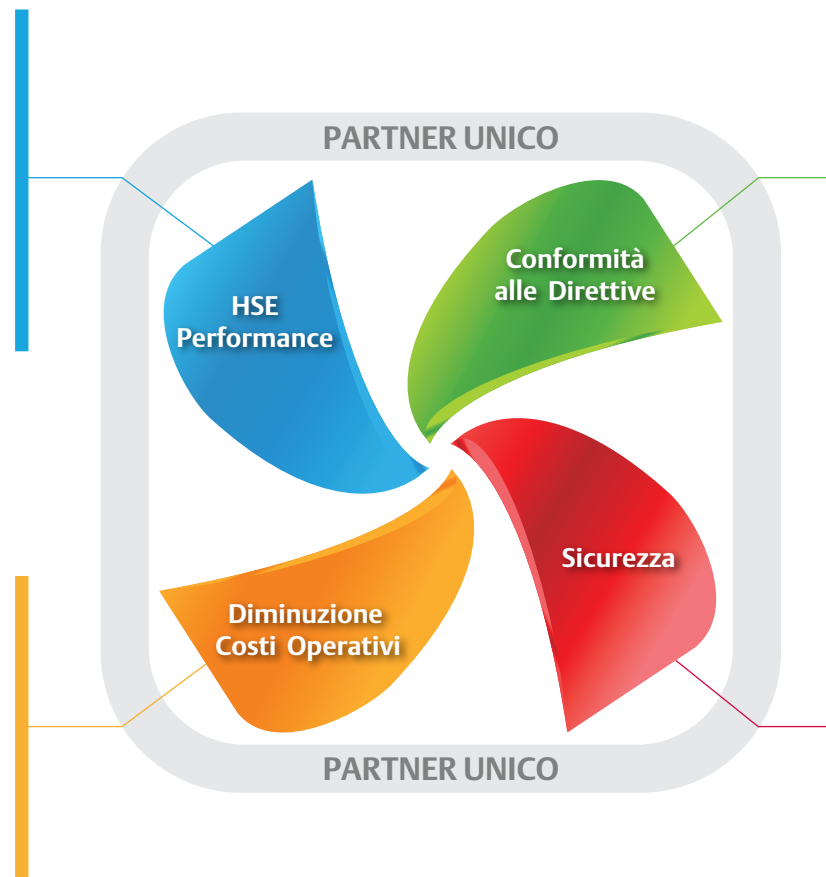 PARTNER UNICO
Conformità
alle Direttive
HSE
Performance
Sicurezza
Diminuzione
Costi Operativi
PARTNER UNICO